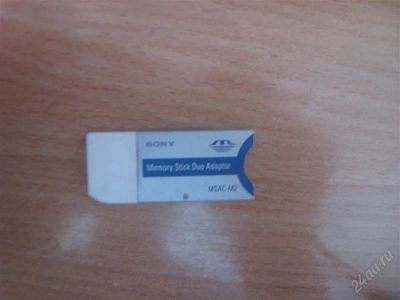 SONY
Memory Stick Duo Adaptor
MSAC-M2
24au.ru